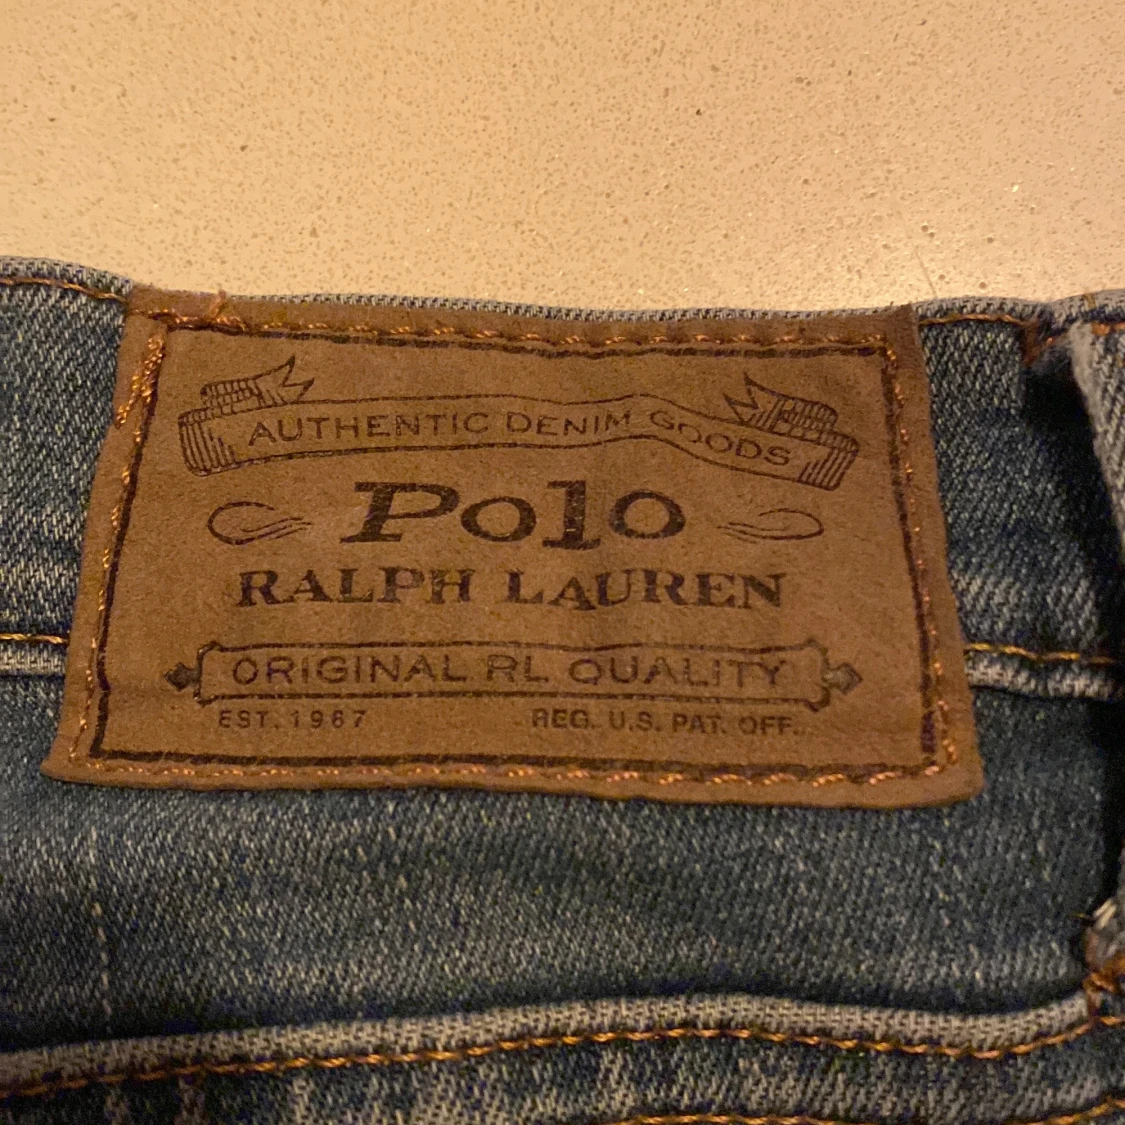 AUTHENTIC DENIM GOODS
Polo
RALPH LAUREN
ORIGINAL RL QUALITY
EST. 1967 REG. U.S. PAT. OFF.